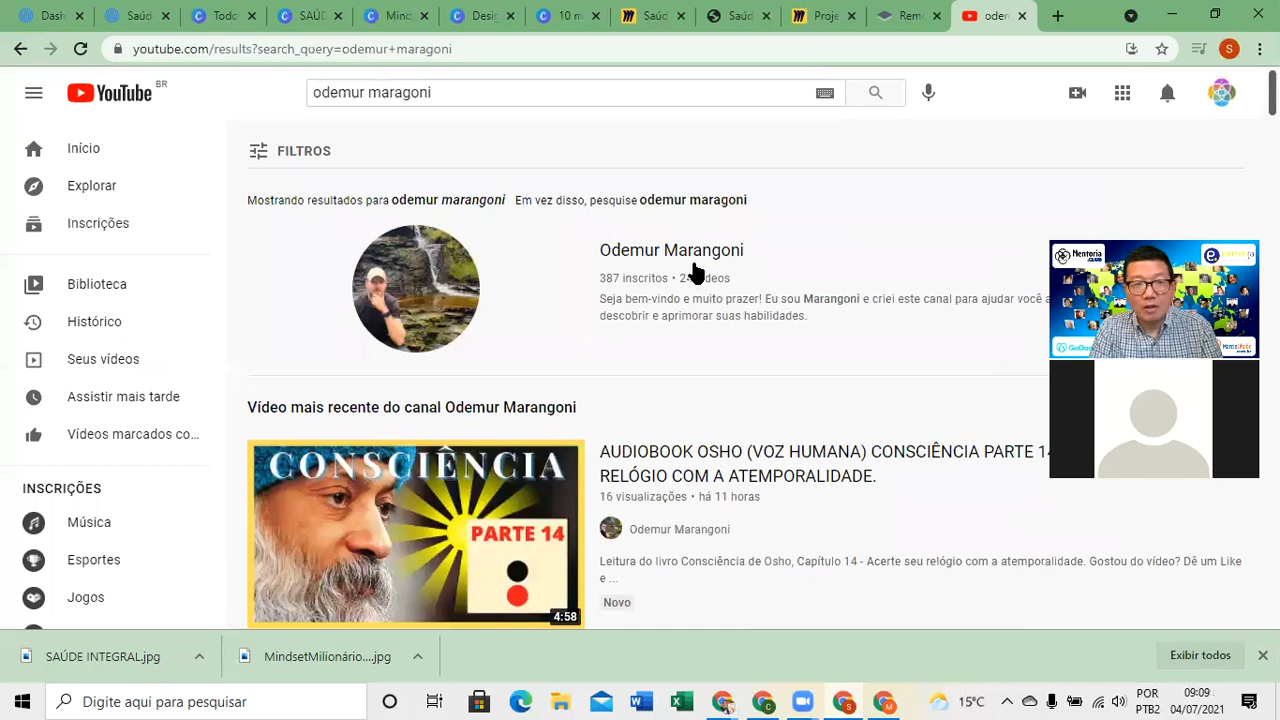 Dash
SAÚD
Todo
SAÚD
Mind
Desig
10 m
Saúd
Saúd
Proje
Remo
oden
youtube.com/results?search_query=odemur+maragoni
S
YouTube BR
odemur maragoni
Início
Explorar
Inscrições
Biblioteca
Histórico
Seus vídeos
Assistir mais tarde
Vídeos marcados co...
INSCRIÇÕES
Música
Esportes
Jogos
FILTROS
Mostrando resultados para odemur marangoni Em vez disso, pesquise odemur maragoni
Odemur Marangoni
387 inscritos •
Seja bem-vindo e muito prazer! Eu sou Marangoni e criei este canal para ajudar você a
descobrir e aprimorar suas habilidades.
Mentoria
Vídeo mais recente do canal Odemur Marangoni
CONSCIÊNCIA
PARTE 14
4:58
AUDIOBOOK OSHO (VOZ HUMANA) CONSCIÊNCIA PARTE 14
RELÓGIO COM A ATEMPORALIDADE.
16 visualizações • há 11 horas
Odemur Marangoni
Leitura do livro Consciência de Osho, Capítulo 14 - Acerte seu relógio com a atemporalidade. Gostou do vídeo? Dê um Like
e ...
Novo
SAÚDE INTEGRAL.jpg
MindsetMilionário....jpg
Exibir todos
Digite aqui para pesquisar
15°C
POR
PTB2
09:09
04/07/2021